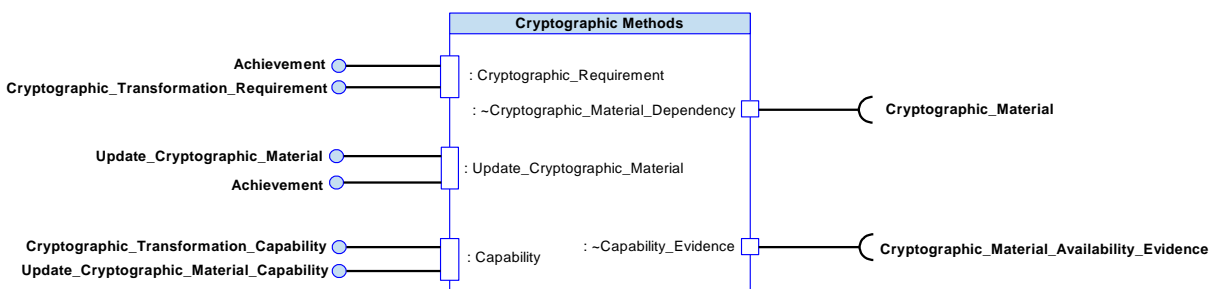 Cryptographic Methods
Achievement
: Cryptographic_Requirement
Cryptographic_Transformation_Requirement
: ~Cryptographic_Material_Dependency
Cryptographic_Material
Update_Cryptographic_Material
: Update_Cryptographic_Material
Achievement
Cryptographic_Transformation_Capability
: ~Capability_Evidence
Cryptographic_Material_Availability_Evidence
: Capability
Update_Cryptographic_Material_Capability